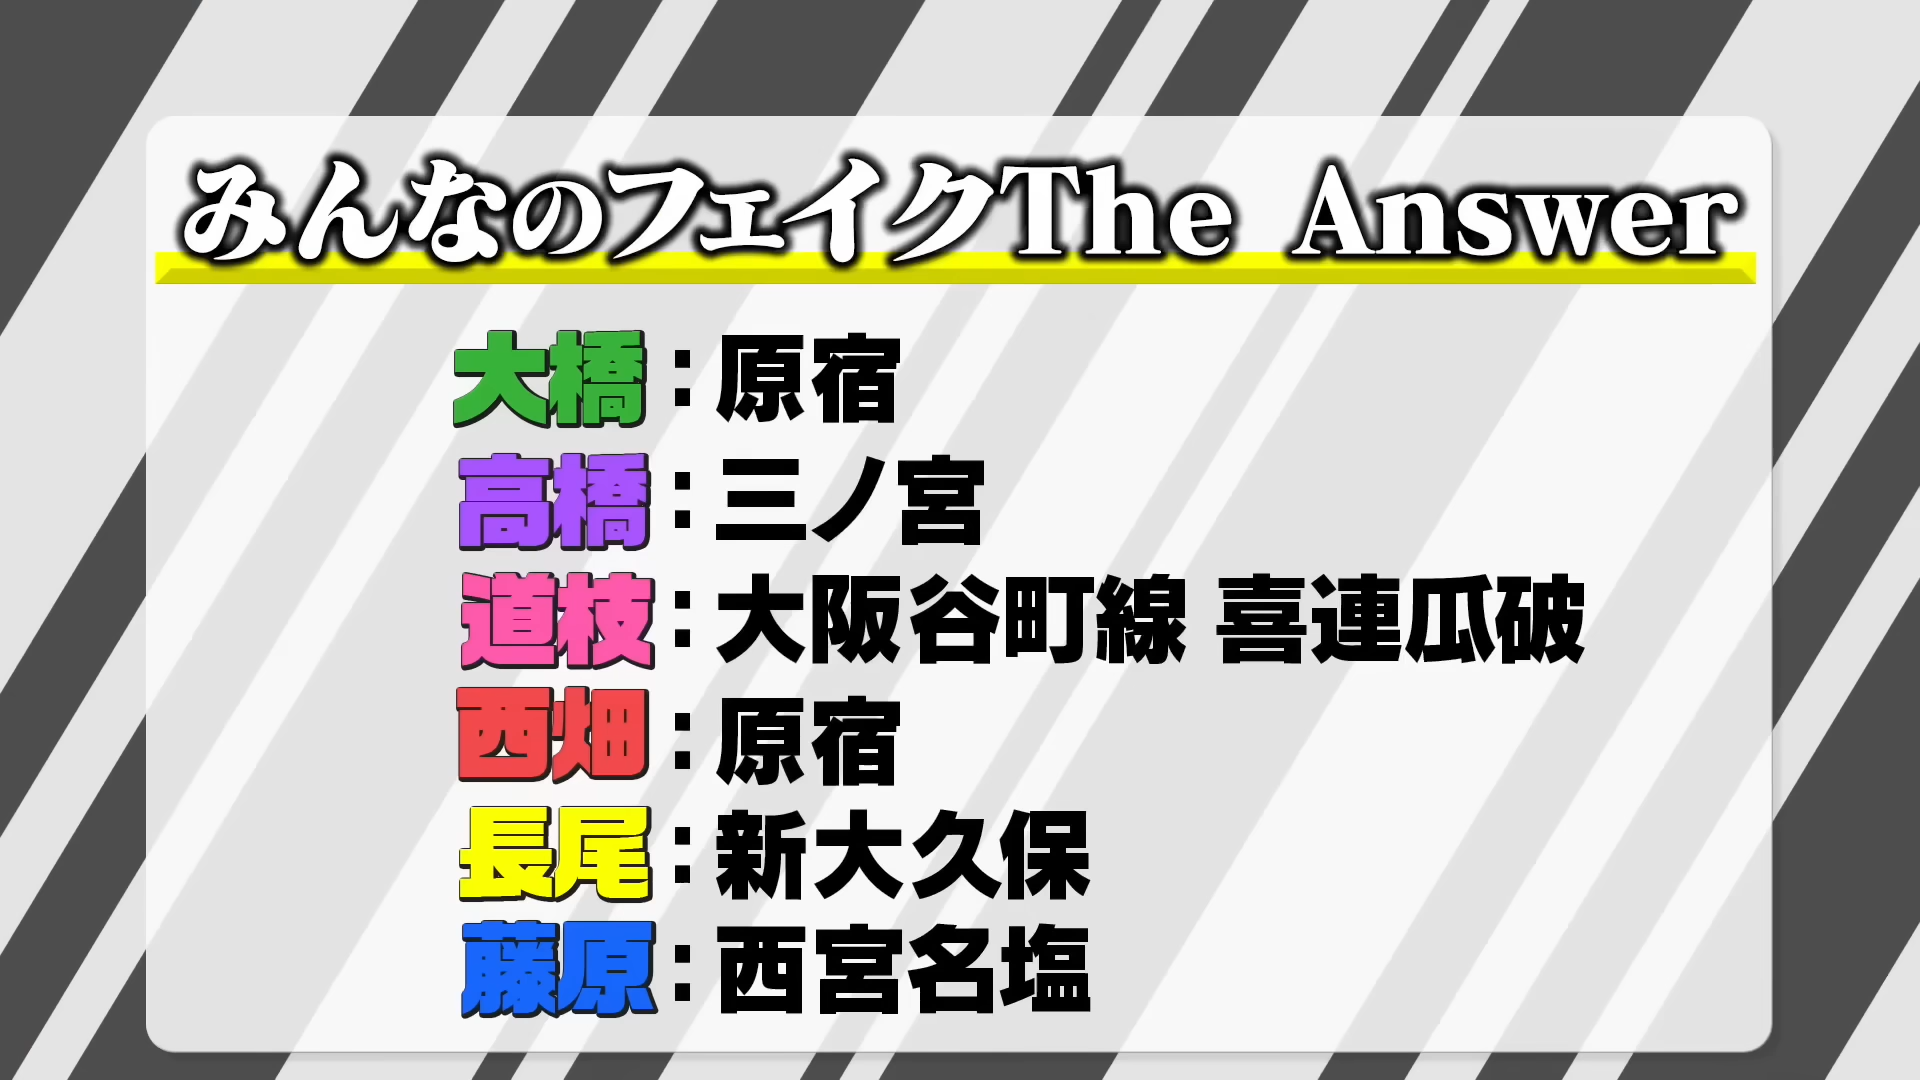 みんなのフェイクThe Answer
大橋：原宿
高橋：三ノ宮
道枝：大阪谷町線 喜連瓜破
西畑：原宿
長尾：新大久保
藤原：西宮名塩